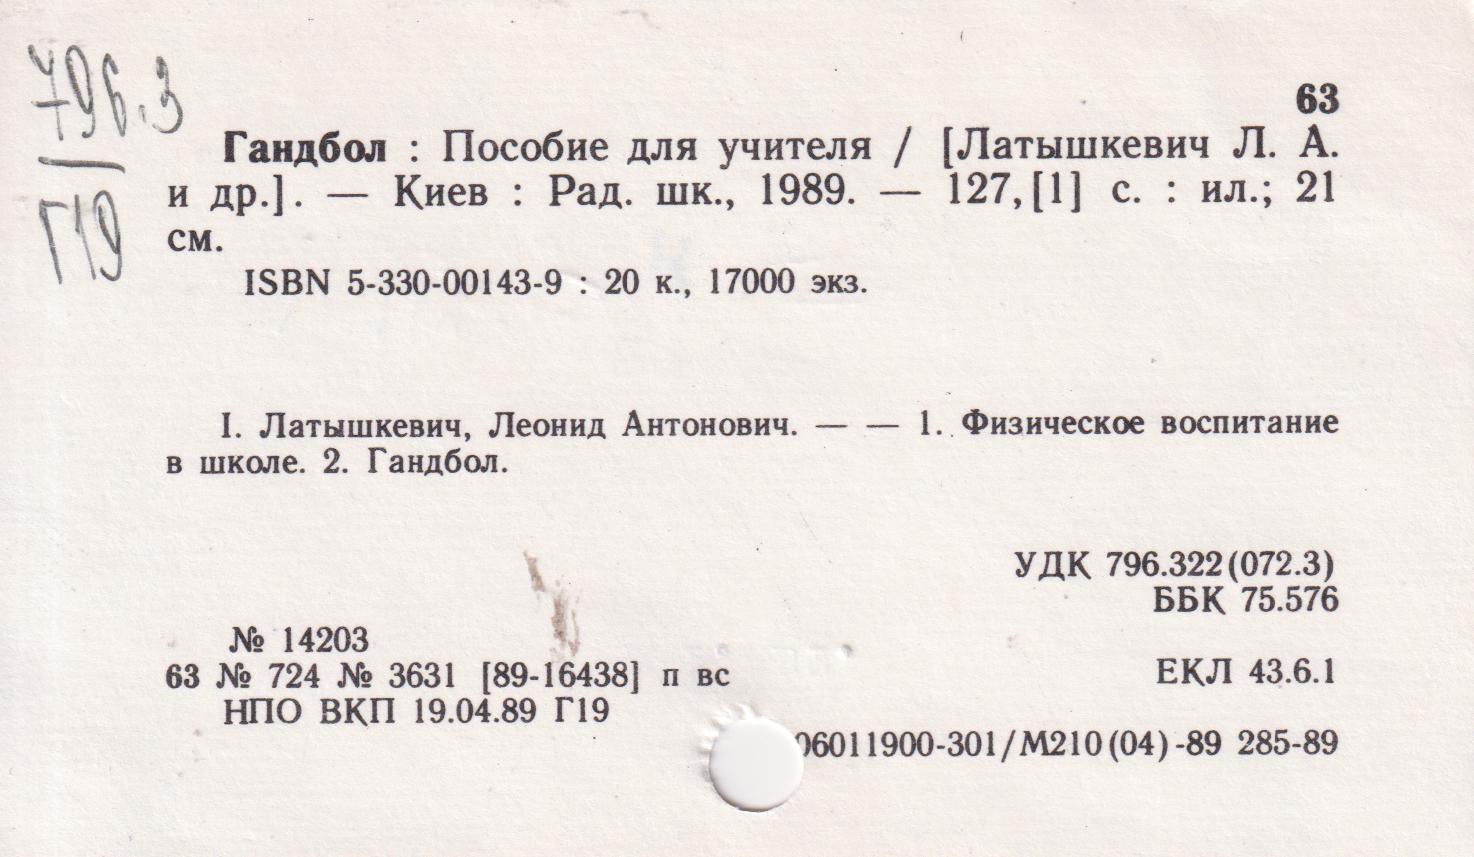 796.3
Г19
63
Гандбол : Пособие для учителя / [Латышкевич Л. А.
и др.]. — Киев : Рад. шк., 1989. — 127,[1] с. : ил.; 21
см.
ISBN 5-330-00143-9 : 20 к., 17000 экз.
I. Латышкевич, Леонид Антонович. — — 1. Физическое воспитание
в школе. 2. Гандбол.
УДК 796.322(072.3)
ББК 75.576
№ 14203
63 № 724 № 3631 [89-16438] п вс
ЕКЛ 43.6.1
НПО ВКП 19.04.89 Г19
06011900-301/М210(04)-89 285-89